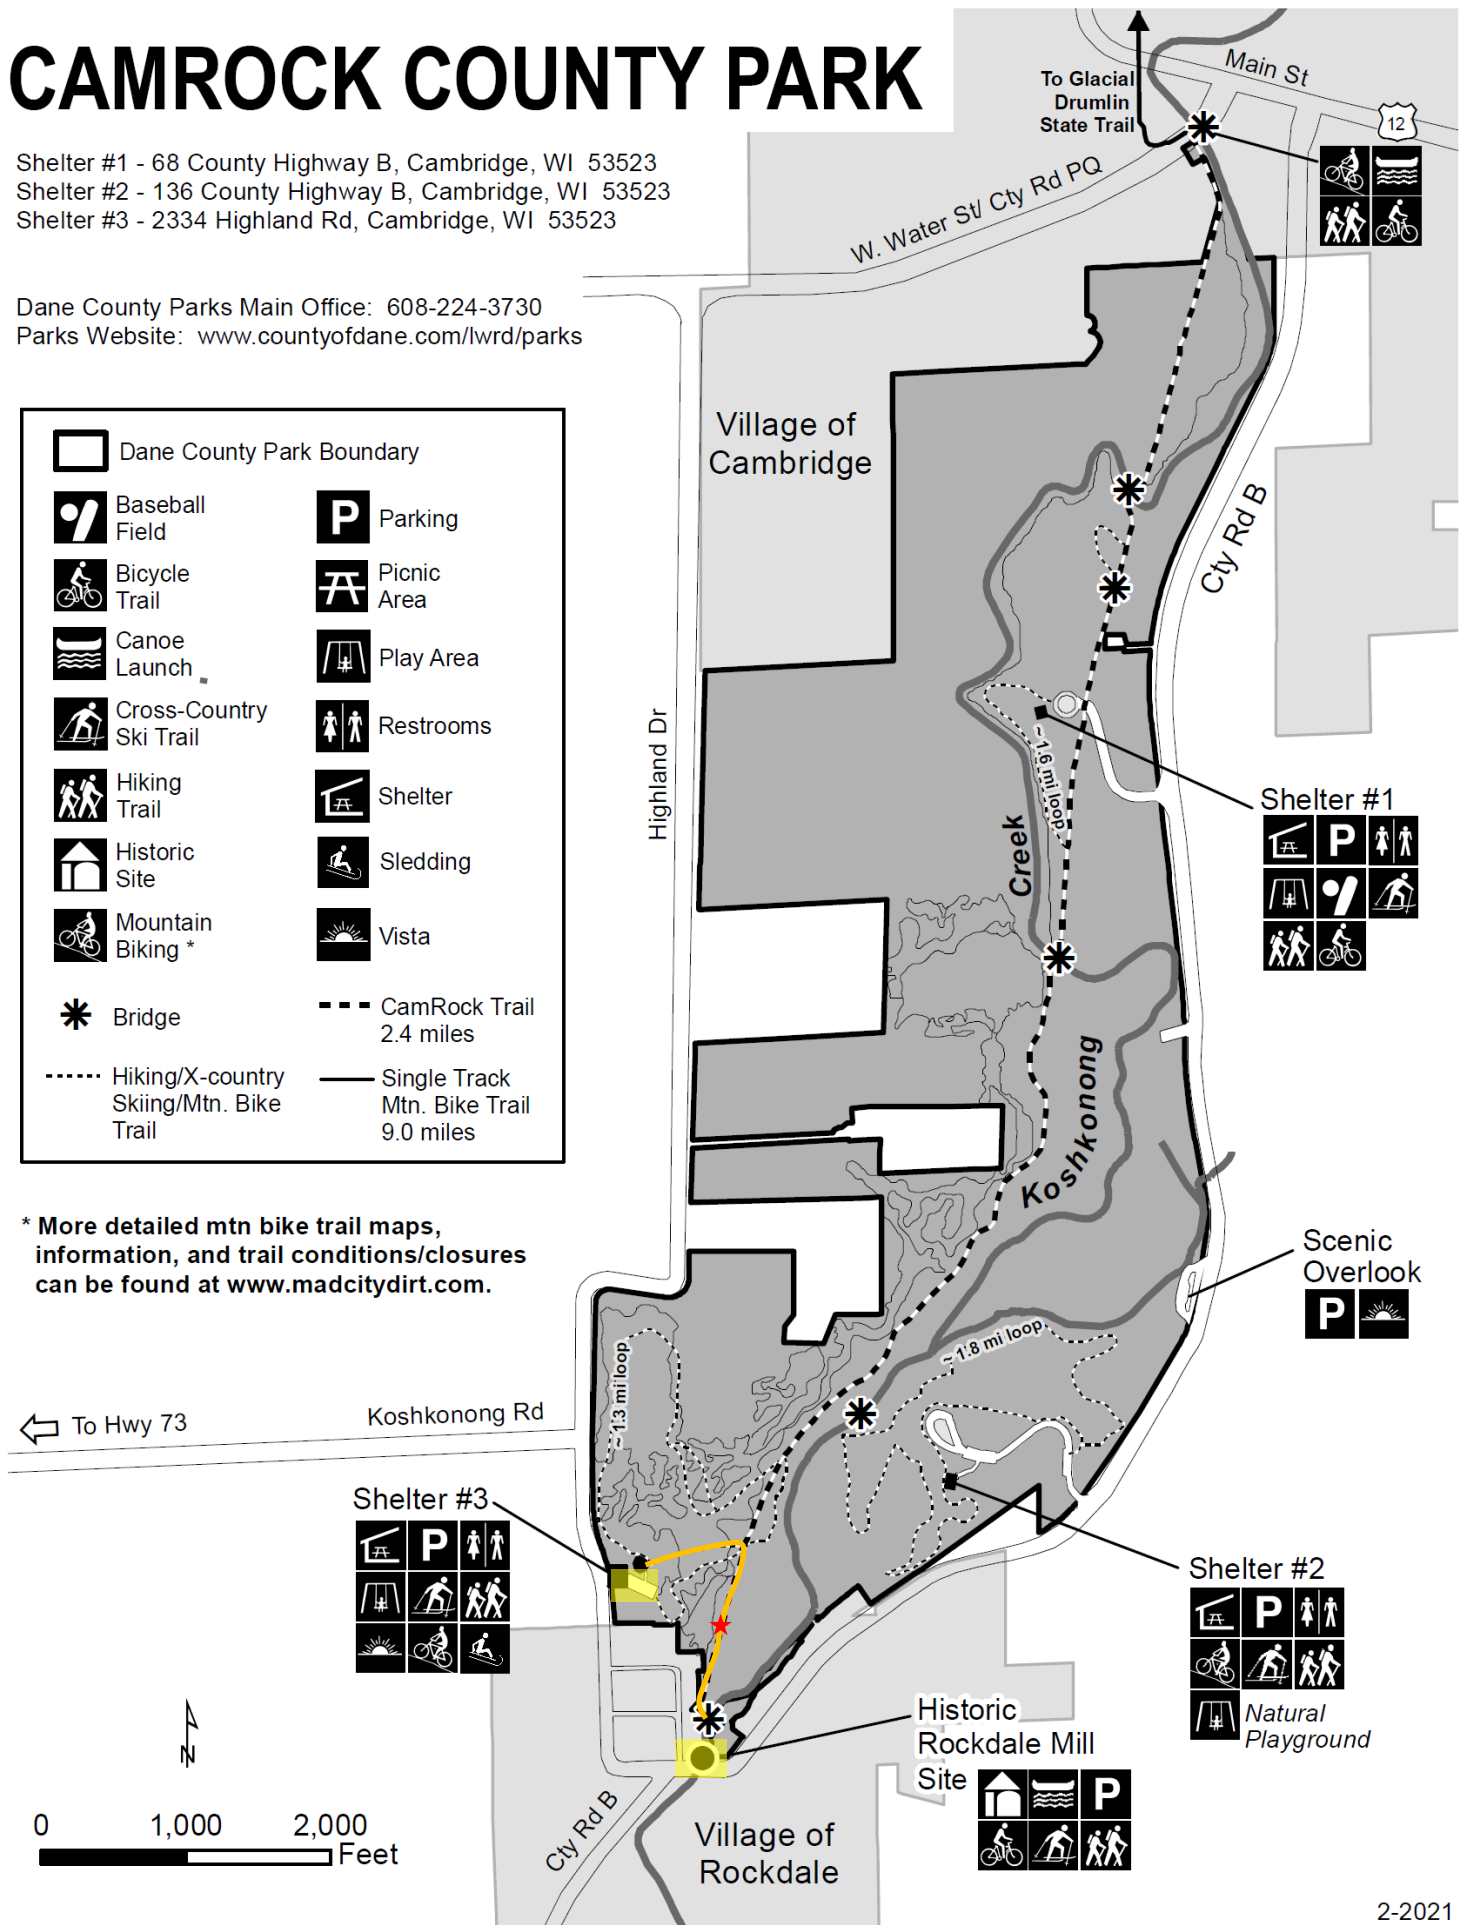 CAMROCK COUNTY PARK
Shelter #1 - 68 County Highway B, Cambridge, WI  53523
Shelter #2 - 136 County Highway B, Cambridge, WI  53523
Shelter #3 - 2334 Highland Rd, Cambridge, WI  53523
Dane County Parks Main Office:  608-224-3730
Parks Website:  www.countyofdane.com/lwrd/parks
To Glacial
Drumlin
State Trail
Main St
12
W. Water St/ Cty Rd PQ
Village of
Cambridge
Cty Rd B
Highland Dr
Dane County Park Boundary
Baseball
Field
P
Parking
Bicycle
Trail
Picnic
Area
Canoe
Launch
Play Area
Cross-Country
Ski Trail
Restrooms
Hiking
Trail
Shelter
Historic
Site
Sledding
Mountain
Biking *
Vista
Bridge
CamRock Trail
2.4 miles
Hiking/X-country
Skiing/Mtn. Bike
Trail
Single Track
Mtn. Bike Trail
9.0 miles
* More detailed mtn bike trail maps,
information, and trail conditions/closures
can be found at www.madcitydirt.com.
~ 1.6 mi loop
Shelter #1
P
Creek
Koshkonong
Scenic
Overlook
P
~ 1.8 mi loop
~ 1.3 mi loop
To Hwy 73
Koshkonong Rd
Shelter #3
P
Shelter #2
P
Natural
Playground
Historic
Rockdale Mill
Site
P
N
0 1,000 2,000
Feet
Cty Rd B
Village of
Rockdale
2-2021